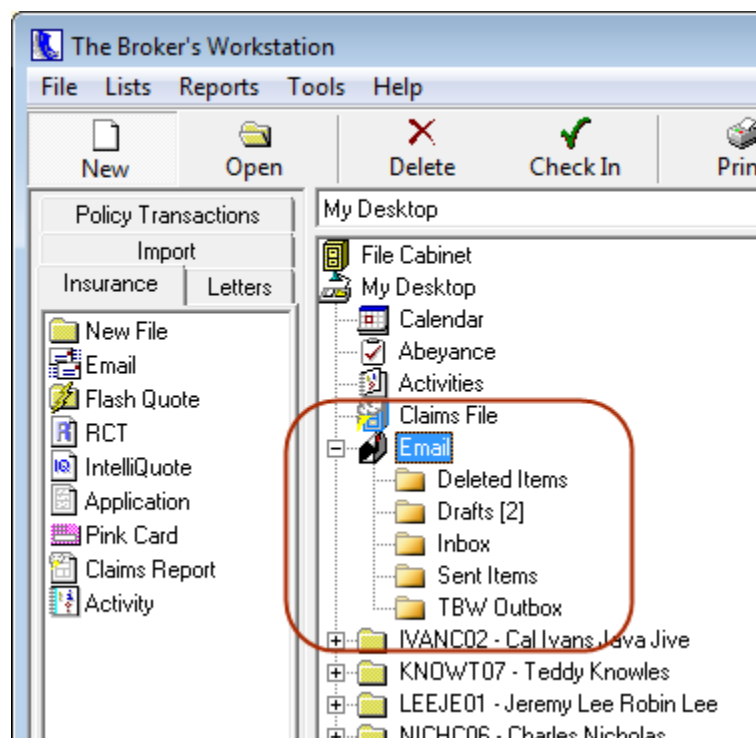 The Broker's Workstation
File Lists Reports Tools Help
New Open Delete Check In
Policy Transactions
Import
Insurance Letters
New File
Email
Flash Quote
RCT
IntelliQuote
Application
Pink Card
Claims Report
Activity
My Desktop
File Cabinet
My Desktop
Calendar
Abeyance
Activities
Claims File
Email
Deleted Items
Drafts [2]
Inbox
Sent Items
TBW Outbox
IVANC02 - Cal Ivans Java Jive
KNOWT07 - Teddy Knowles
LEEJE01 - Jeremy Lee Robin Lee
NICHC06 - Charles Nicholas